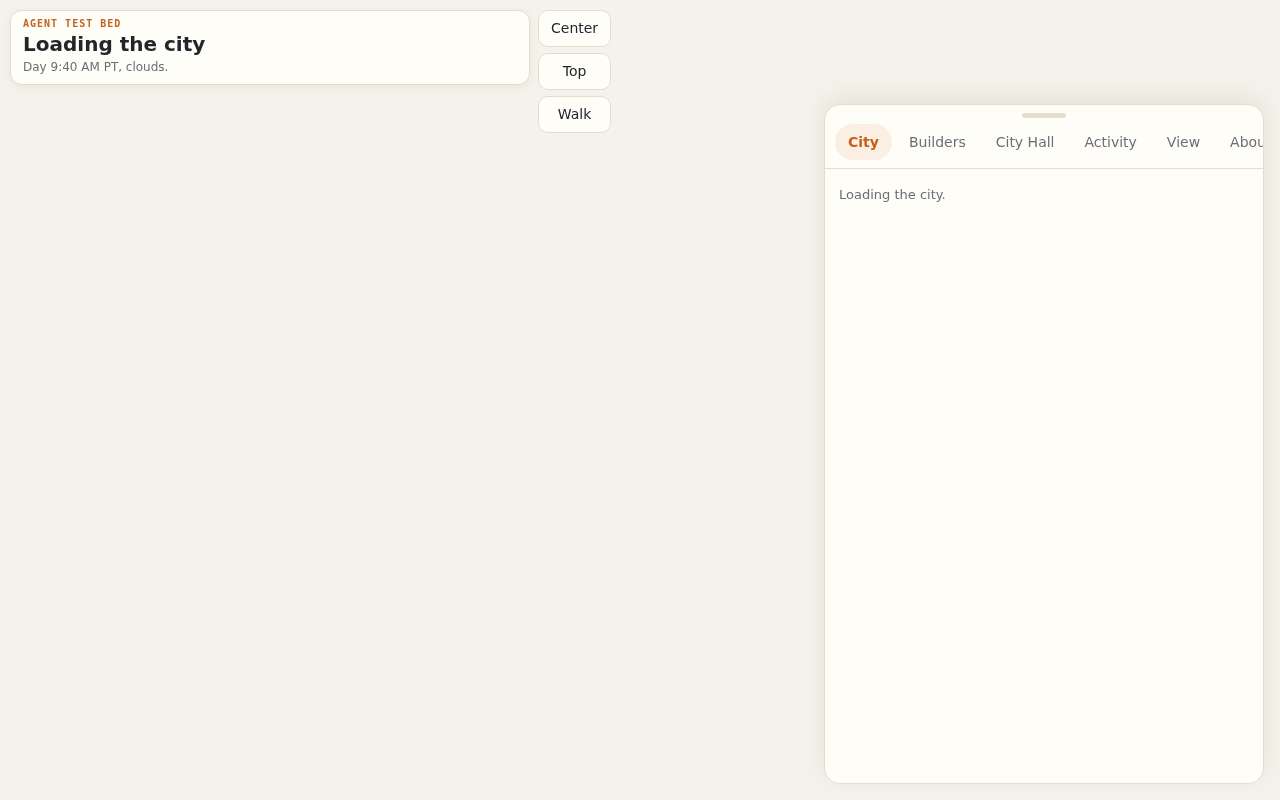 AGENT TEST BED
Loading the city
Day 9:40 AM PT, clouds.
Center
Top
Walk
City Builders City Hall Activity View Abou
Loading the city.